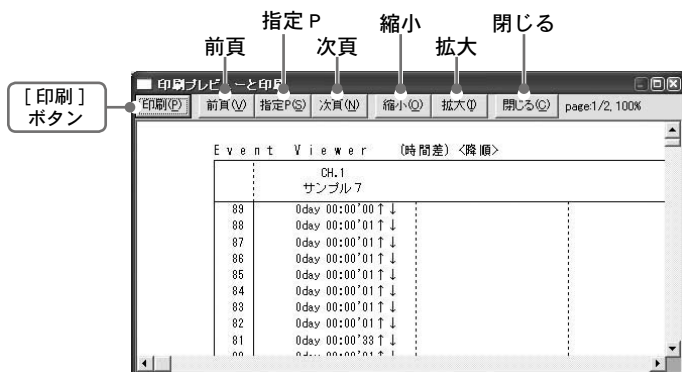 指定 P 縮小 閉じる
前頁 次頁 拡大
[ 印刷 ]
ボタン
印刷プレビューと印刷
印刷(P) 前頁(V) 指定P(S) 次頁(N) 縮小(O) 拡大(I) 閉じる(C) page:1/2, 100%
Event Viewer (時間差) <降順>
CH.1
サンプル7
89 0day 00:00'00↑↓
88 0day 00:00'01↑↓
87 0day 00:00'01↑↓
86 0day 00:00'01↑↓
85 0day 00:00'01↑↓
84 0day 00:00'01↑↓
83 0day 00:00'01↑↓
82 0day 00:00'01↑↓
81 0day 00:00'33↑↓